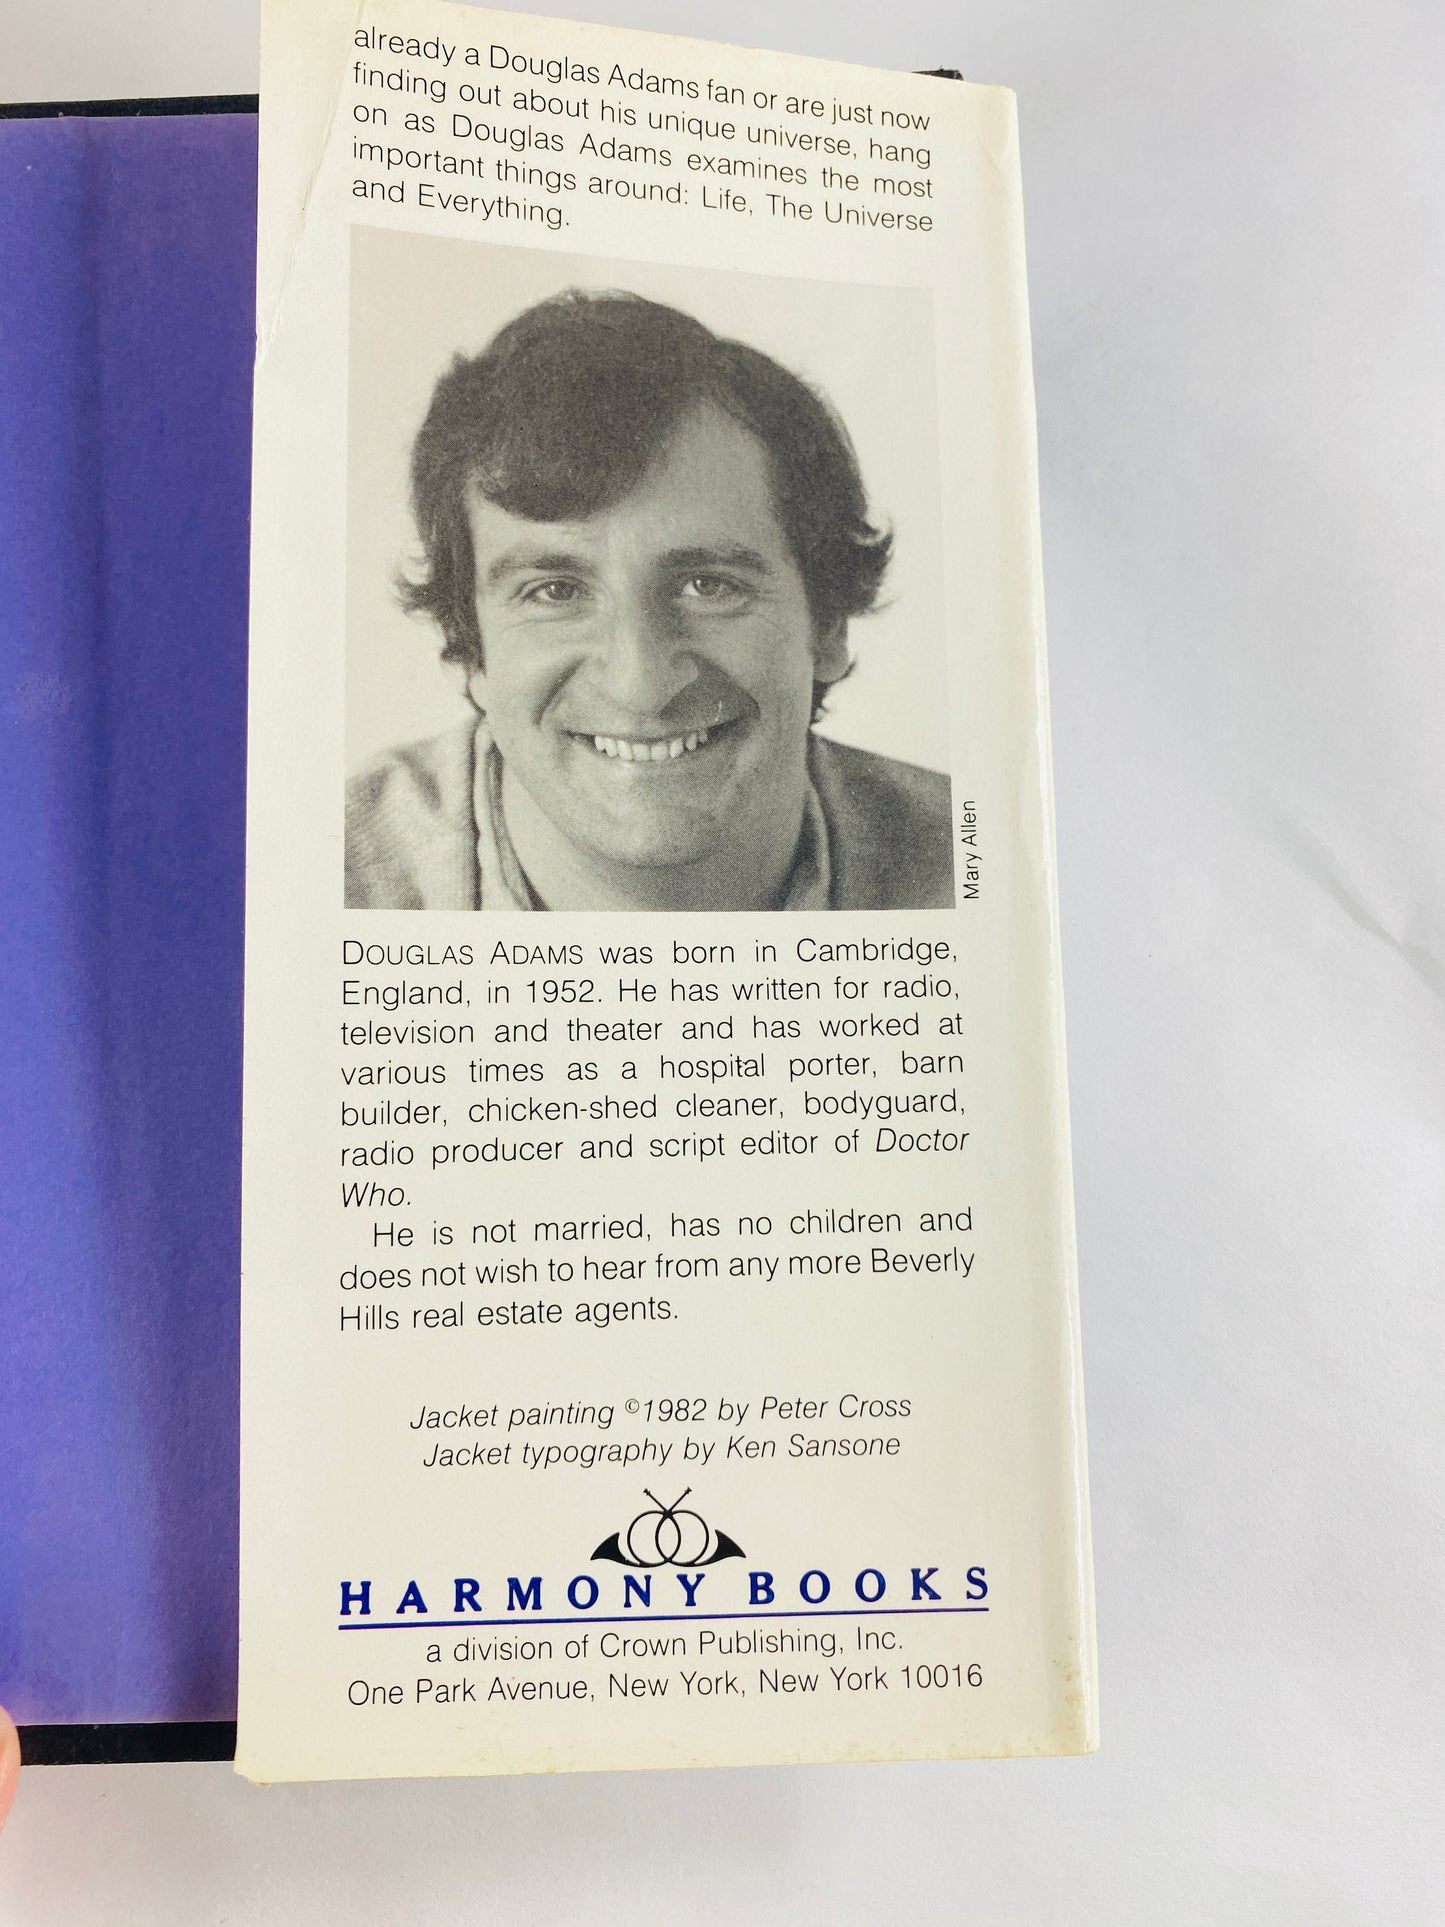 already a Douglas Adams fan or are just now
finding out about his unique universe, hang
on as Douglas Adams examines the most
important things around: Life, The Universe
and Everything.
Mary Allen
DOUGLAS ADAMS was born in Cambridge,
England, in 1952. He has written for radio,
television and theater and has worked at
various times as a hospital porter, barn
builder, chicken-shed cleaner, bodyguard,
radio producer and script editor of Doctor
Who.
He is not married, has no children and
does not wish to hear from any more Beverly
Hills real estate agents.
Jacket painting ©1982 by Peter Cross
Jacket typography by Ken Sansone
HARMONY BOOKS
a division of Crown Publishing, Inc.
One Park Avenue, New York, New York 10016